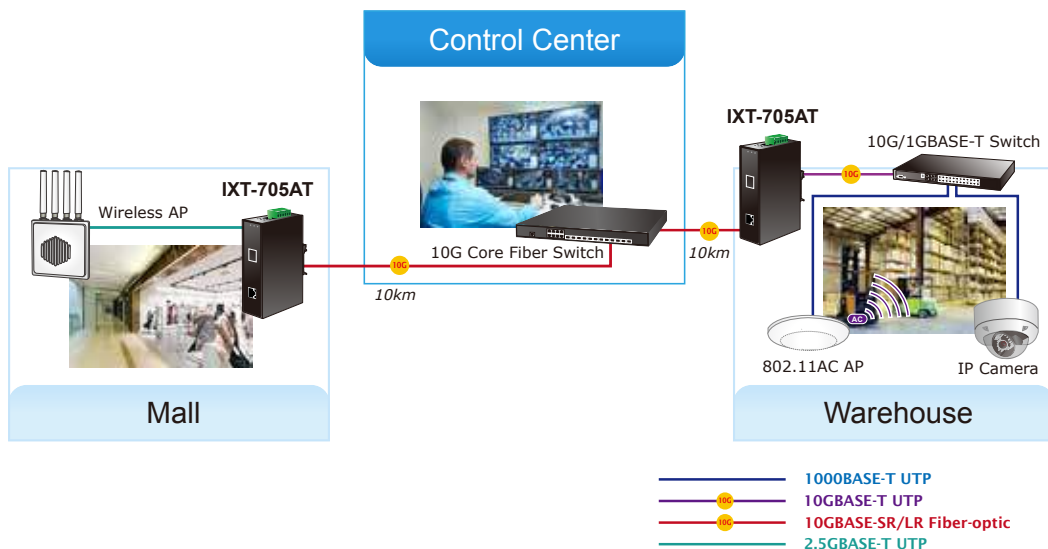 Control Center
IXT-705AT
10G/1GBASE-T Switch
10G
IXT-705AT
Wireless AP
10G Core Fiber Switch
10G
10km
10G
10km
AC
802.11AC AP
IP Camera
Mall
Warehouse
1000BASE-T UTP
10G
10GBASE-T UTP
10G
10GBASE-SR/LR Fiber-optic
2.5GBASE-T UTP